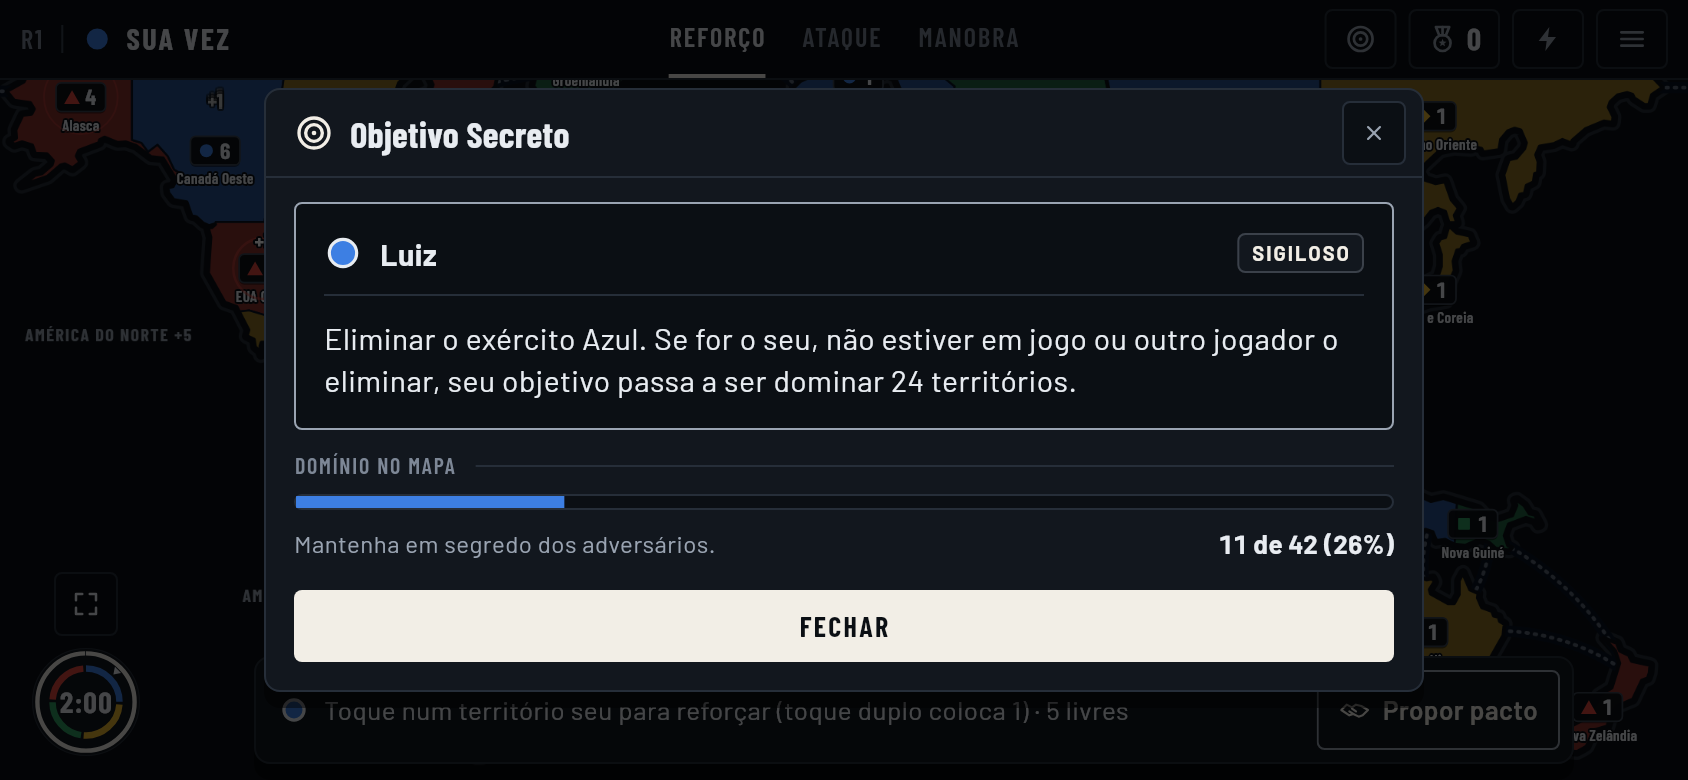 R1
SUA VEZ
REFORÇO
ATAQUE
MANOBRA
0
4
Alasca
+1
6
Canadá Oeste
AMÉRICA DO NORTE +5
Objetivo Secreto
Luiz
SIGILOSO
Eliminar o exército Azul. Se for o seu, não estiver em jogo ou outro jogador o
eliminar, seu objetivo passa a ser dominar 24 territórios.
DOMÍNIO NO MAPA
Mantenha em segredo dos adversários.
11 de 42 (26%)
FECHAR
1
Oriente
1
e Coreia
1
Nova Guiné
1
2:00
Toque num território seu para reforçar (toque duplo coloca 1) · 5 livres
Propor pacto
1
va Zelândia